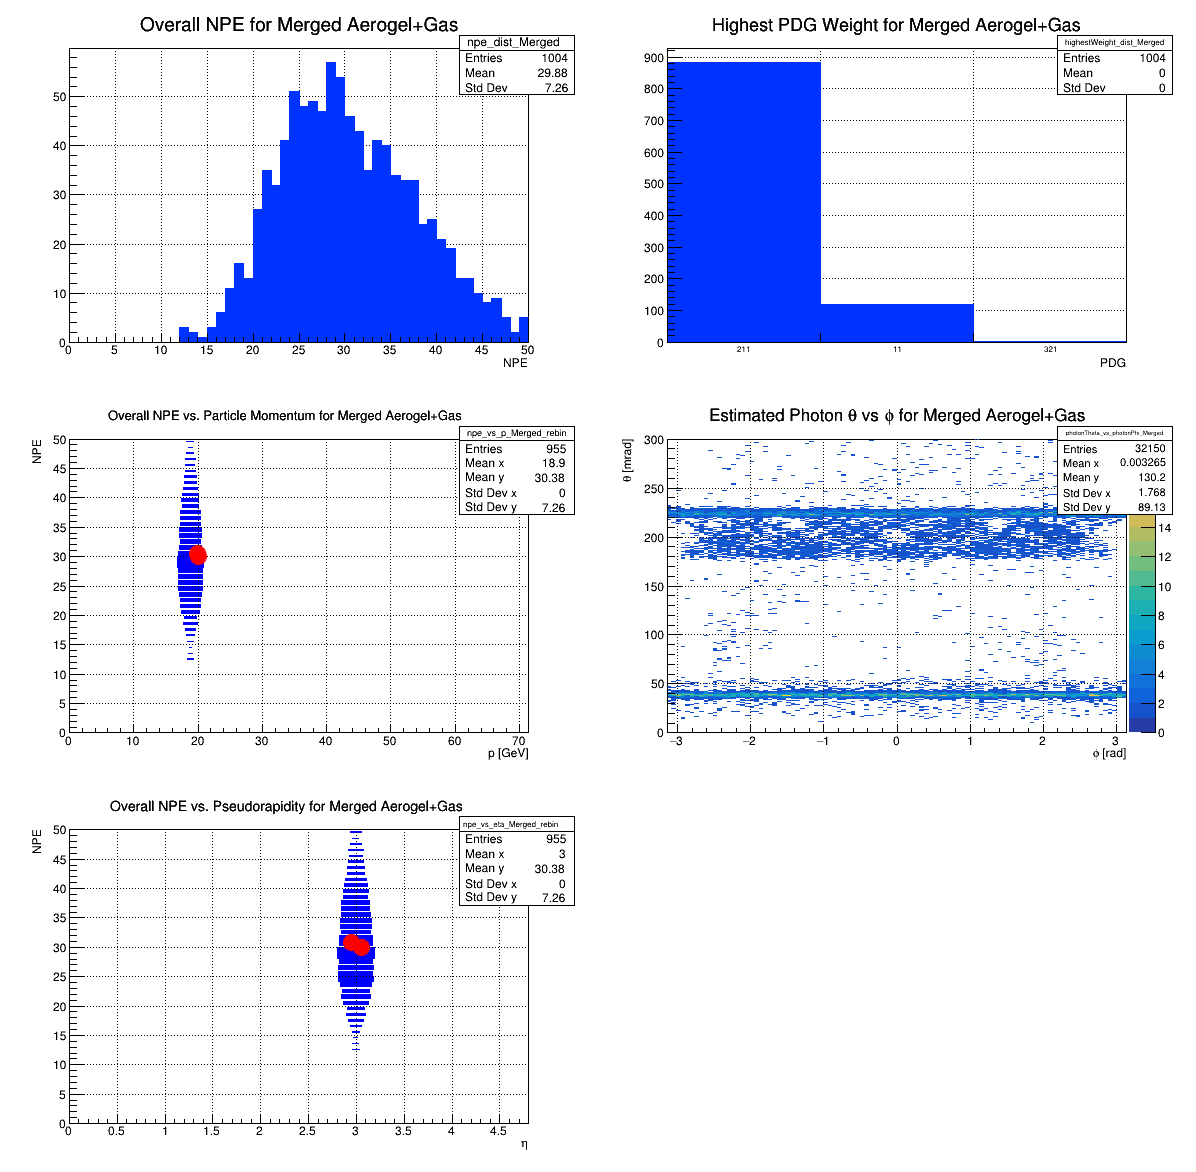 Overall NPE for Merged Aerogel+Gas
npe_dist_Merged
Entries 1004
Mean 29.88
Std Dev 7.26
50
40
30
20
10
0
0 5 10 15 20 25 30 35 40 45 50
NPE
Highest PDG Weight for Merged Aerogel+Gas
highestWeight_dist_Merged
Entries 1004
Mean 0
Std Dev 0
900
800
700
600
500
400
300
200
100
0
211 11 321
PDG
Overall NPE vs. Particle Momentum for Merged Aerogel+Gas
npe_vs_p_Merged_rebin
Entries 955
Mean x 18.9
Mean y 30.38
Std Dev x 0
Std Dev y 7.26
NPE
50
45
40
35
30
25
20
15
10
5
0
0 10 20 30 40 50 60 70
p [GeV]
Estimated Photon θ vs ϕ for Merged Aerogel+Gas
photonTheta_vs_photonPhi_Merged
Entries 32150
Mean x 0.003265
Mean y 130.2
Std Dev x 1.768
Std Dev y 89.13
θ [mrad]
300
250
200
150
100
50
0
−3 −2 −1 0 1 2 3
ϕ [rad]
14
12
10
8
6
4
2
0
Overall NPE vs. Pseudorapidity for Merged Aerogel+Gas
npe_vs_eta_Merged_rebin
Entries 955
Mean x 3
Mean y 30.38
Std Dev x 0
Std Dev y 7.26
NPE
50
45
40
35
30
25
20
15
10
5
0
0 0.5 1 1.5 2 2.5 3 3.5 4 4.5
η